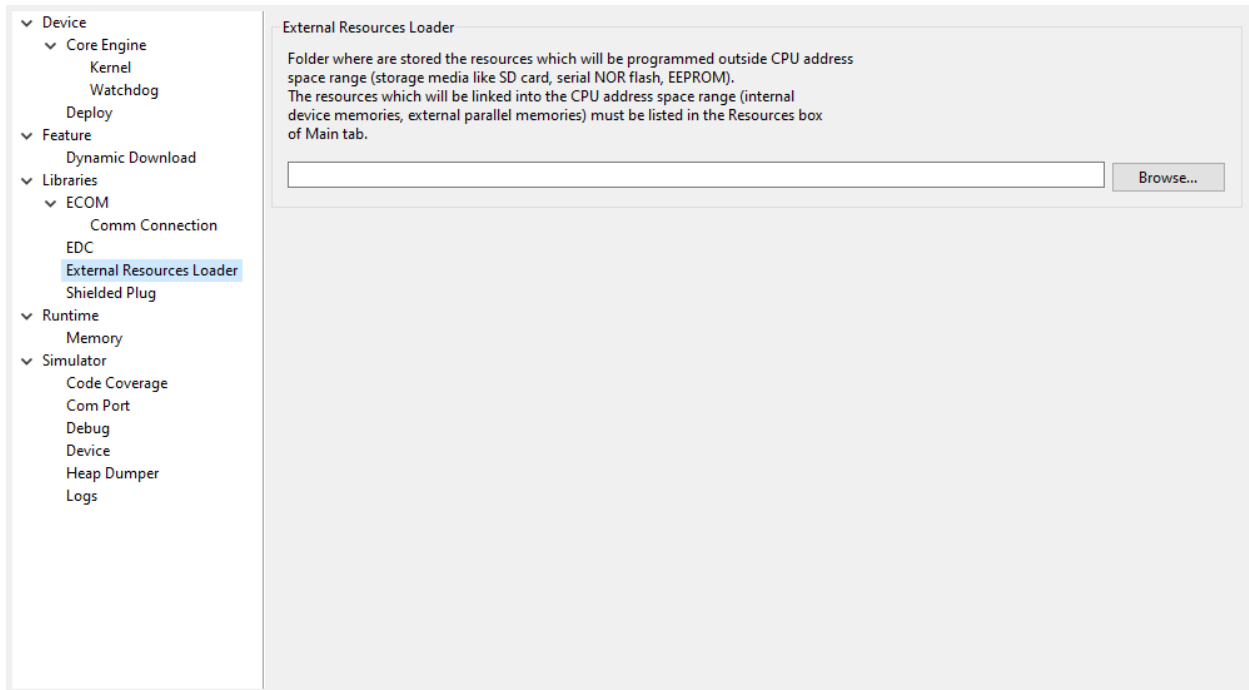 Device
Core Engine
Kernel
Watchdog
Deploy
Feature
Dynamic Download
Libraries
ECOM
Comm Connection
EDC
External Resources Loader
Shielded Plug
Runtime
Memory
Simulator
Code Coverage
Com Port
Debug
Device
Heap Dumper
Logs
External Resources Loader
Folder where are stored the resources which will be programmed outside CPU address
space range (storage media like SD card, serial NOR flash, EEPROM).
The resources which will be linked into the CPU address space range (internal
device memories, external parallel memories) must be listed in the Resources box
of Main tab.
Browse...